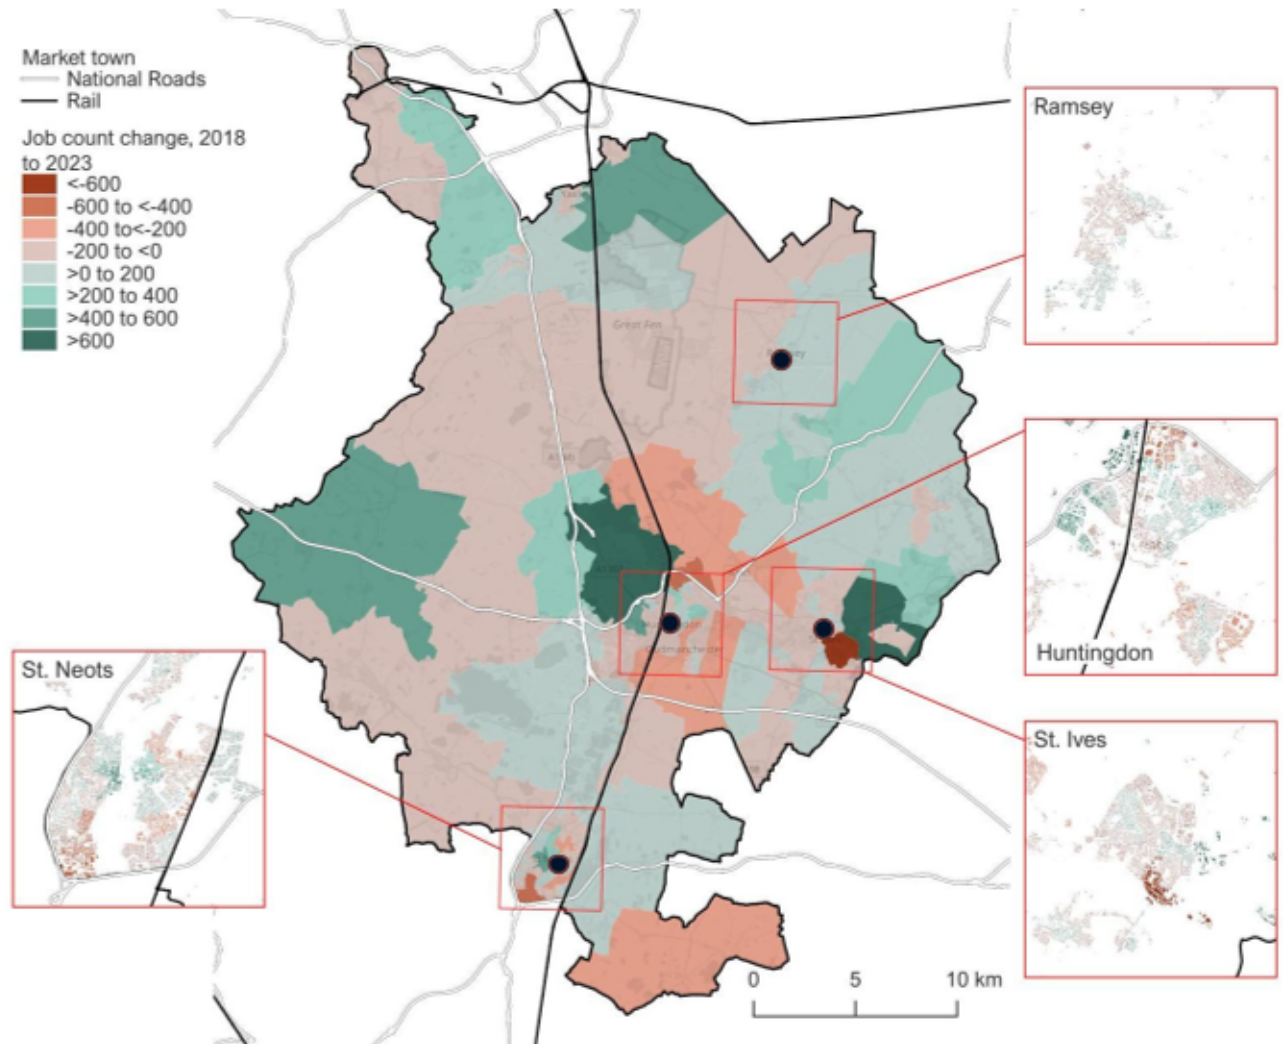 Market town
National Roads
Rail
Job count change, 2018
to 2023
<-600
-600 to <-400
-400 to<-200
-200 to <0
>0 to 200
>200 to 400
>400 to 600
>600
Ramsey
Great Fen
Huntingdon
St. Neots
St. Ives
0 5 10 km